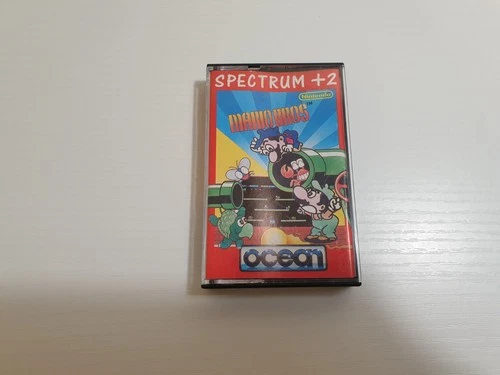 SPECTRUM +2
Nintendo
MARIO BROS
ocean